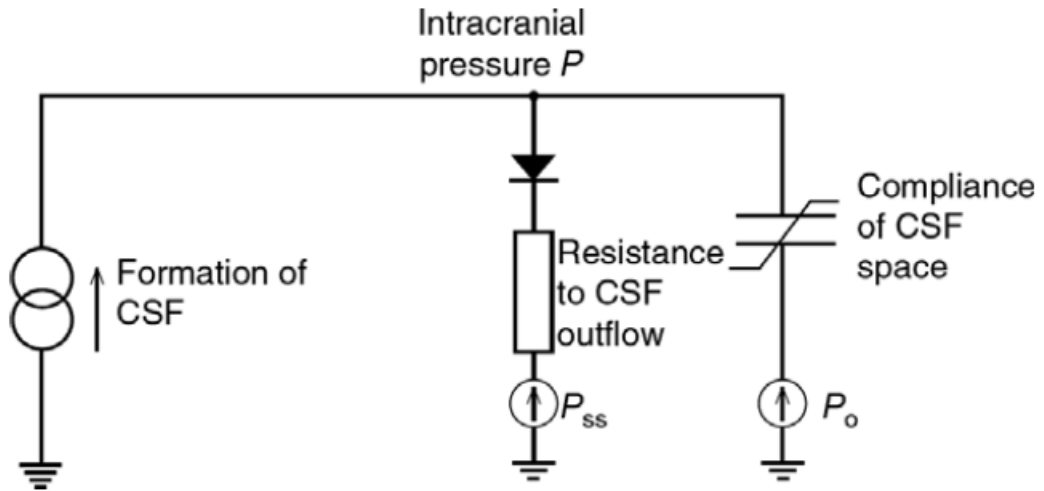 Intracranial
pressure P
Formation of
CSF
Resistance
to CSF
outflow
Compliance
of CSF
space
Pss
Po